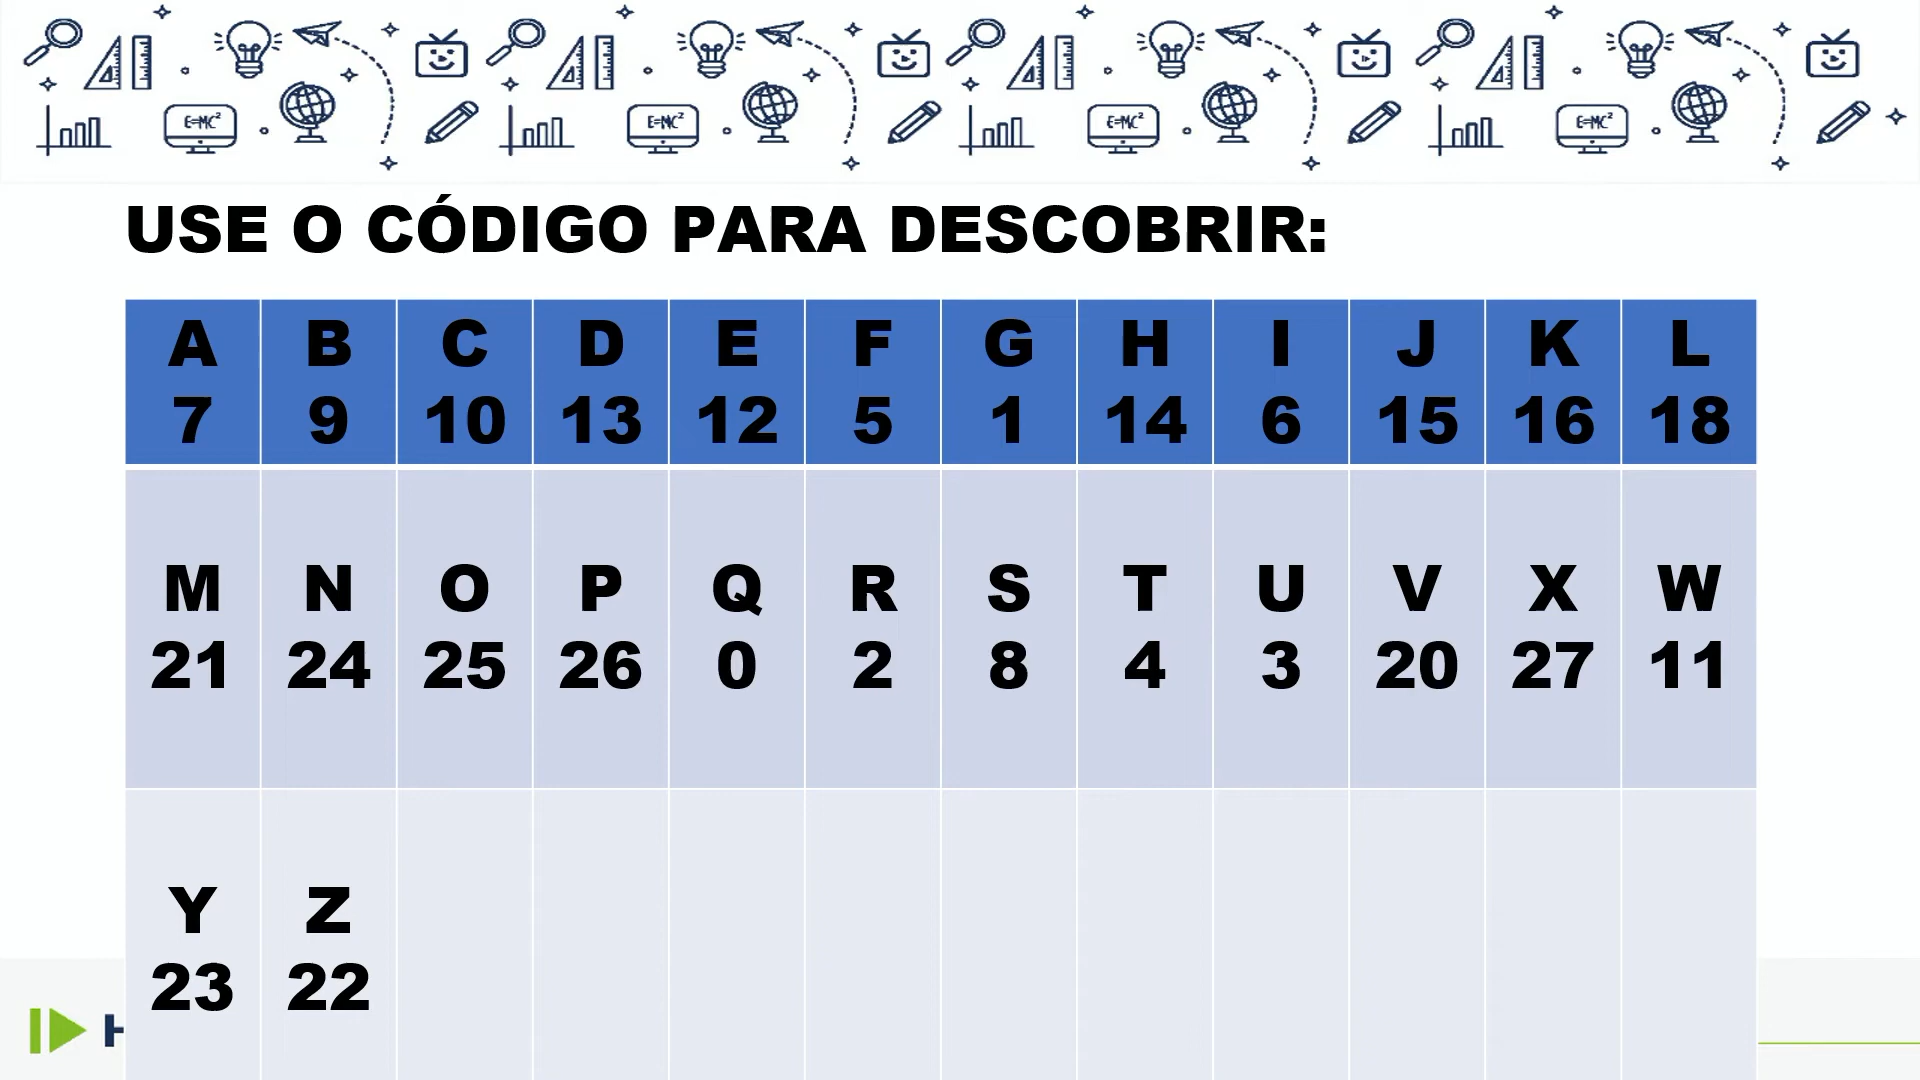 E=MC² E=MC² E=MC² E=MC²
USE O CÓDIGO PARA DESCOBRIR:
A B C D E F G H I J K L
7 9 10 13 12 5 1 14 6 15 16 18
M N O P Q R S T U V X W
21 24 25 26 0 2 8 4 3 20 27 11
Y Z
23 22
H